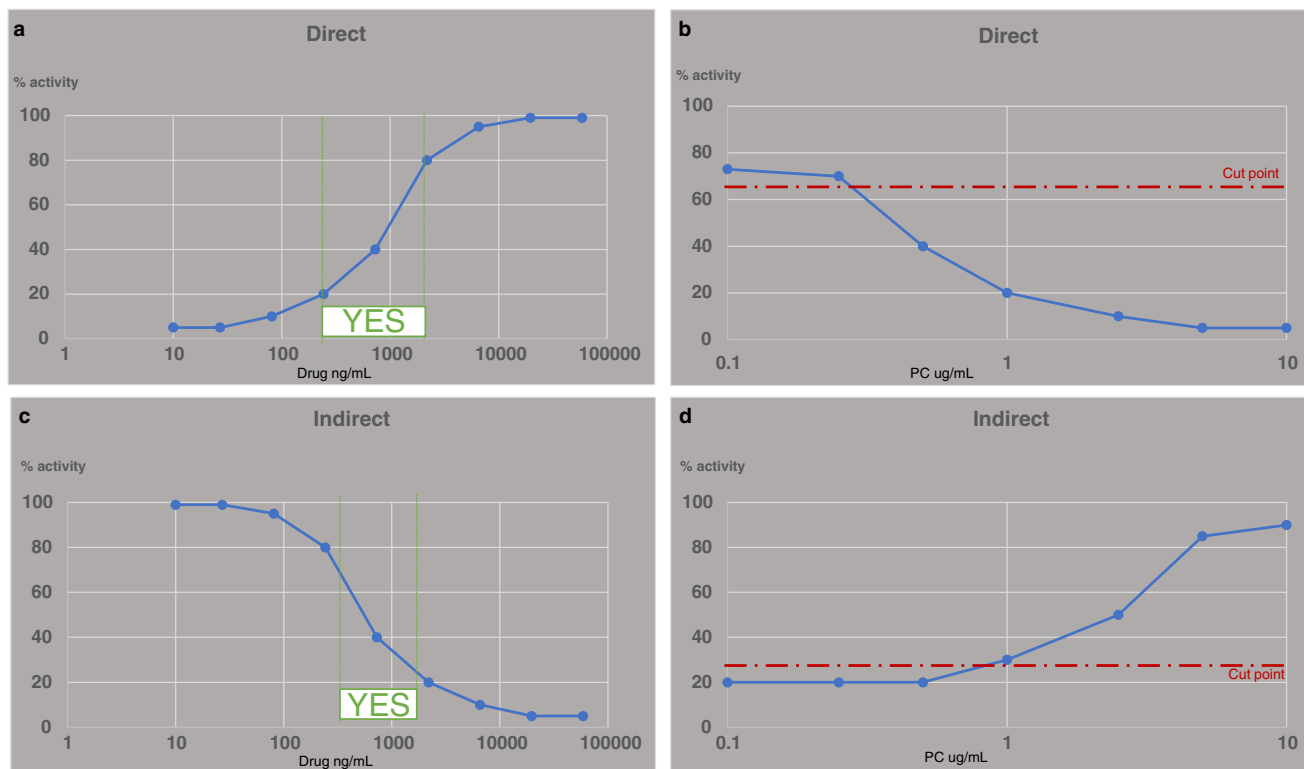 a
Direct
% activity
100
80
60
40
20
0
YES
1 10 100 1000 10000 100000
Drug ng/mL
b
Direct
% activity
100
80
60
40
20
0
Cut point
0.1 1 10
PC ug/mL
c
Indirect
% activity
100
80
60
40
20
0
YES
1 10 100 1000 10000 100000
Drug ng/mL
d
Indirect
% activity
100
80
60
40
20
0
Cut point
0.1 1 10
PC ug/mL